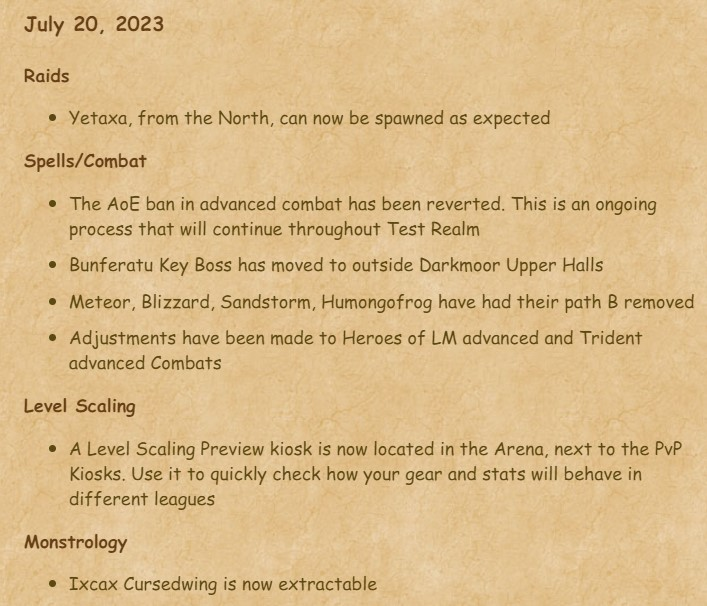 July 20, 2023
Raids
• Yetaxa, from the North, can now be spawned as expected
Spells/Combat
• The AoE ban in advanced combat has been reverted. This is an ongoing
process that will continue throughout Test Realm
• Bunferatu Key Boss has moved to outside Darkmoor Upper Halls
• Meteor, Blizzard, Sandstorm, Humongofrog have had their path B removed
• Adjustments have been made to Heroes of LM advanced and Trident
advanced Combats
Level Scaling
• A Level Scaling Preview kiosk is now located in the Arena, next to the PvP
Kiosks. Use it to quickly check how your gear and stats will behave in
different leagues
Monstrology
• Ixcax Cursedwing is now extractable